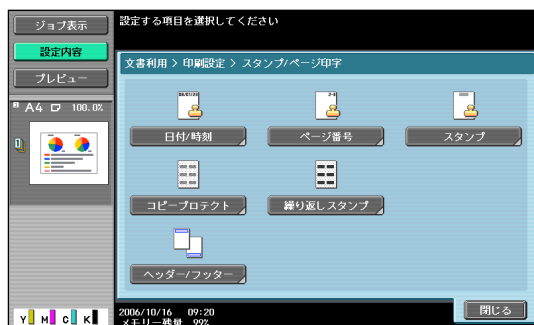 ジョブ表示
設定する項目を選択してください
設定内容
プレビュー
文書利用 > 印刷設定 > スタンプ/ページ印字
A4 100.0%
日付/時刻
ページ番号
スタンプ
コピープロテクト
繰り返しスタンプ
ヘッダー/フッター
閉じる
2006/10/16 09:20
メモリー残量 99%
Y M C K